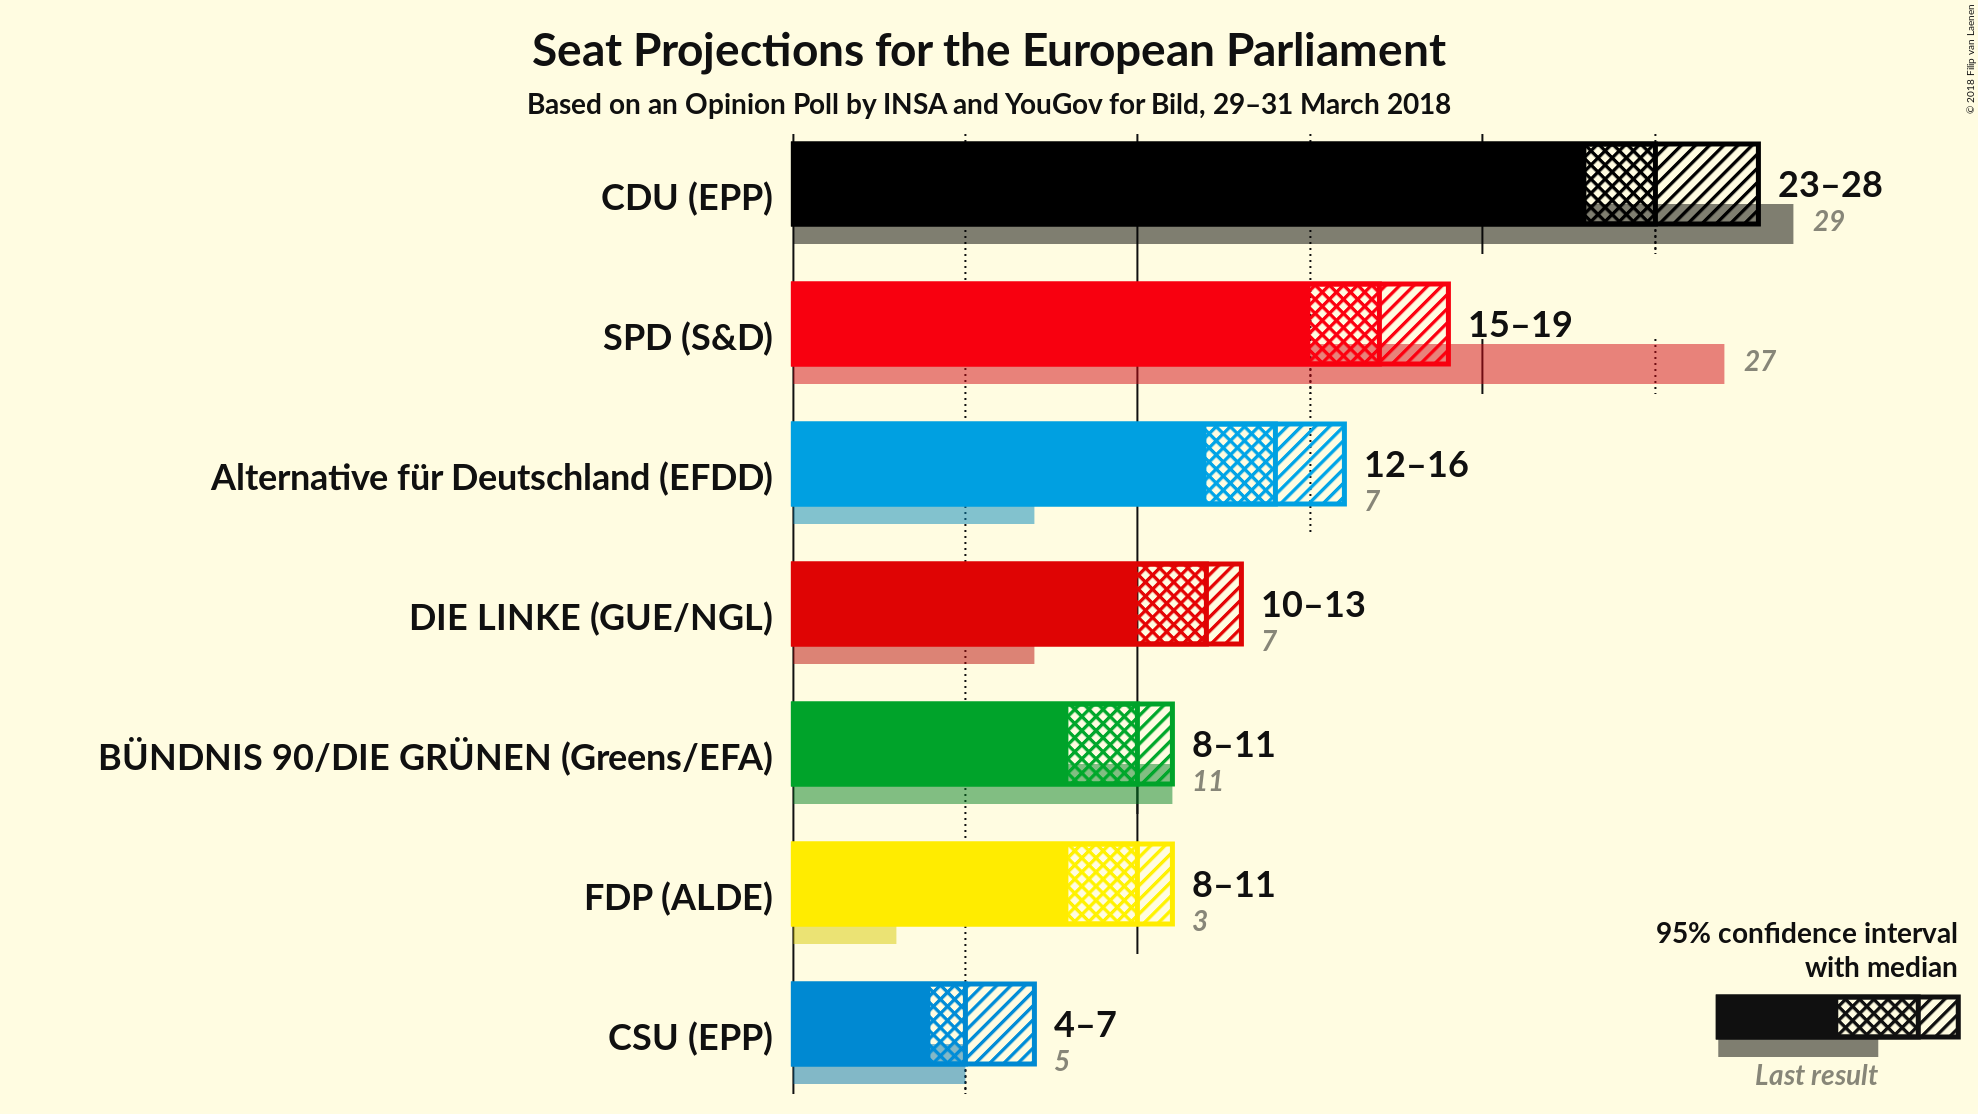 Seat Projections for the European Parliament
Based on an Opinion Poll by INSA and YouGov for Bild, 29–31 March 2018
© 2018 Filip van Laenen
CDU (EPP)
23–28
29
SPD (S&D)
15–19
27
Alternative für Deutschland (EFDD)
12–16
7
DIE LINKE (GUE/NGL)
10–13
7
BÜNDNIS 90/DIE GRÜNEN (Greens/EFA)
8–11
11
FDP (ALDE)
8–11
3
CSU (EPP)
4–7
5
95% confidence interval
with median
Last result